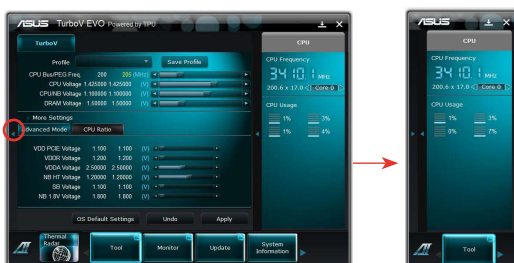 ASUS TurboV EVO Powered by TPU
TurboV
Profile
Save Profile
CPU Bus/PEG Freq. 200 205 (MHz)
CPU Voltage 1.425000 1.425000 (V)
CPU/NB Voltage 1.100000 1.100000 (V)
DRAM Voltage 1.50000 1.50000 (V)
More Settings
Advanced Mode CPU Ratio
VDD PCIE Voltage 1.100 1.100 (V)
VDDR Voltage 1.200 1.200 (V)
VDDA Voltage 2.50000 2.50000 (V)
NB HT Voltage 1.20000 1.20000 (V)
SB Voltage 1.100 1.100 (V)
NB 1.8V Voltage 1.800 1.800 (V)
OS Default Settings Undo Apply
CPU
CPU Frequency
3410.1 MHz
200.6 x 17.0 Core 0
CPU Usage
1% 3%
1% 4%
Thermal
Radar
Tool
Monitor
Update
System
Information
ASUS
CPU
CPU Frequency
3410.1 MHz
200.6 x 17.0 Core 0
CPU Usage
1% 3%
0% 7%
Tool